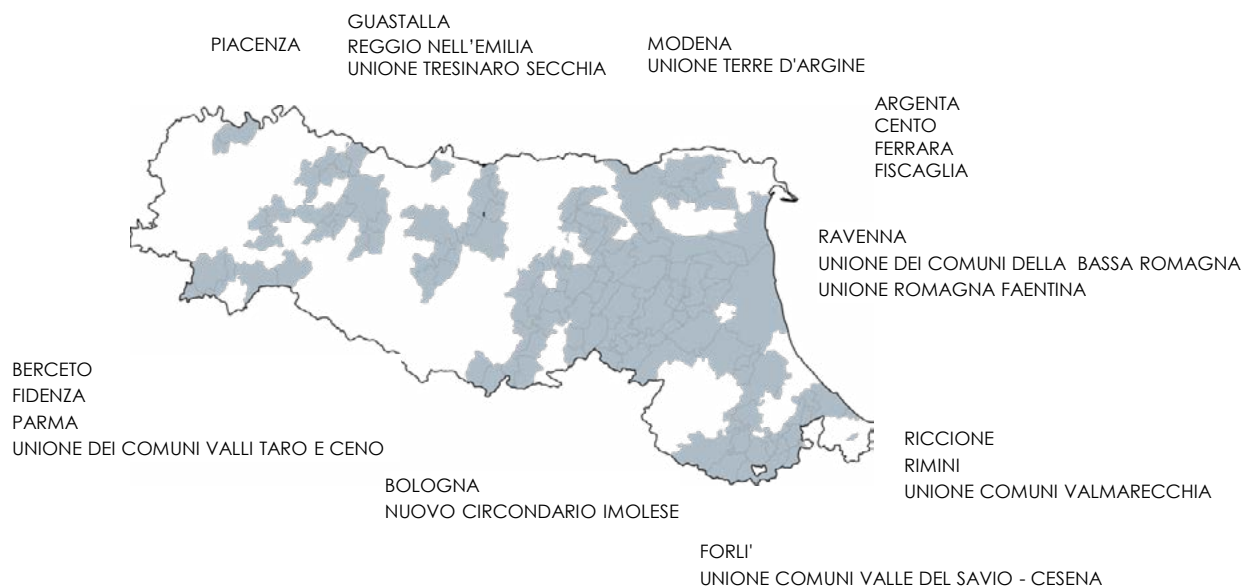 GUASTALLA
PIACENZA
REGGIO NELL'EMILIA
UNIONE TRESINARO SECCHIA
MODENA
UNIONE TERRE D'ARGINE
ARGENTA
CENTO
FERRARA
FISCAGLIA
RAVENNA
UNIONE DEI COMUNI DELLA BASSA ROMAGNA
UNIONE ROMAGNA FAENTINA
BERCETO
FIDENZA
PARMA
UNIONE DEI COMUNI VALLI TARO E CENO
RICCIONE
RIMINI
UNIONE COMUNI VALMARECCHIA
BOLOGNA
NUOVO CIRCONDARIO IMOLESE
FORLI'
UNIONE COMUNI VALLE DEL SAVIO - CESENA